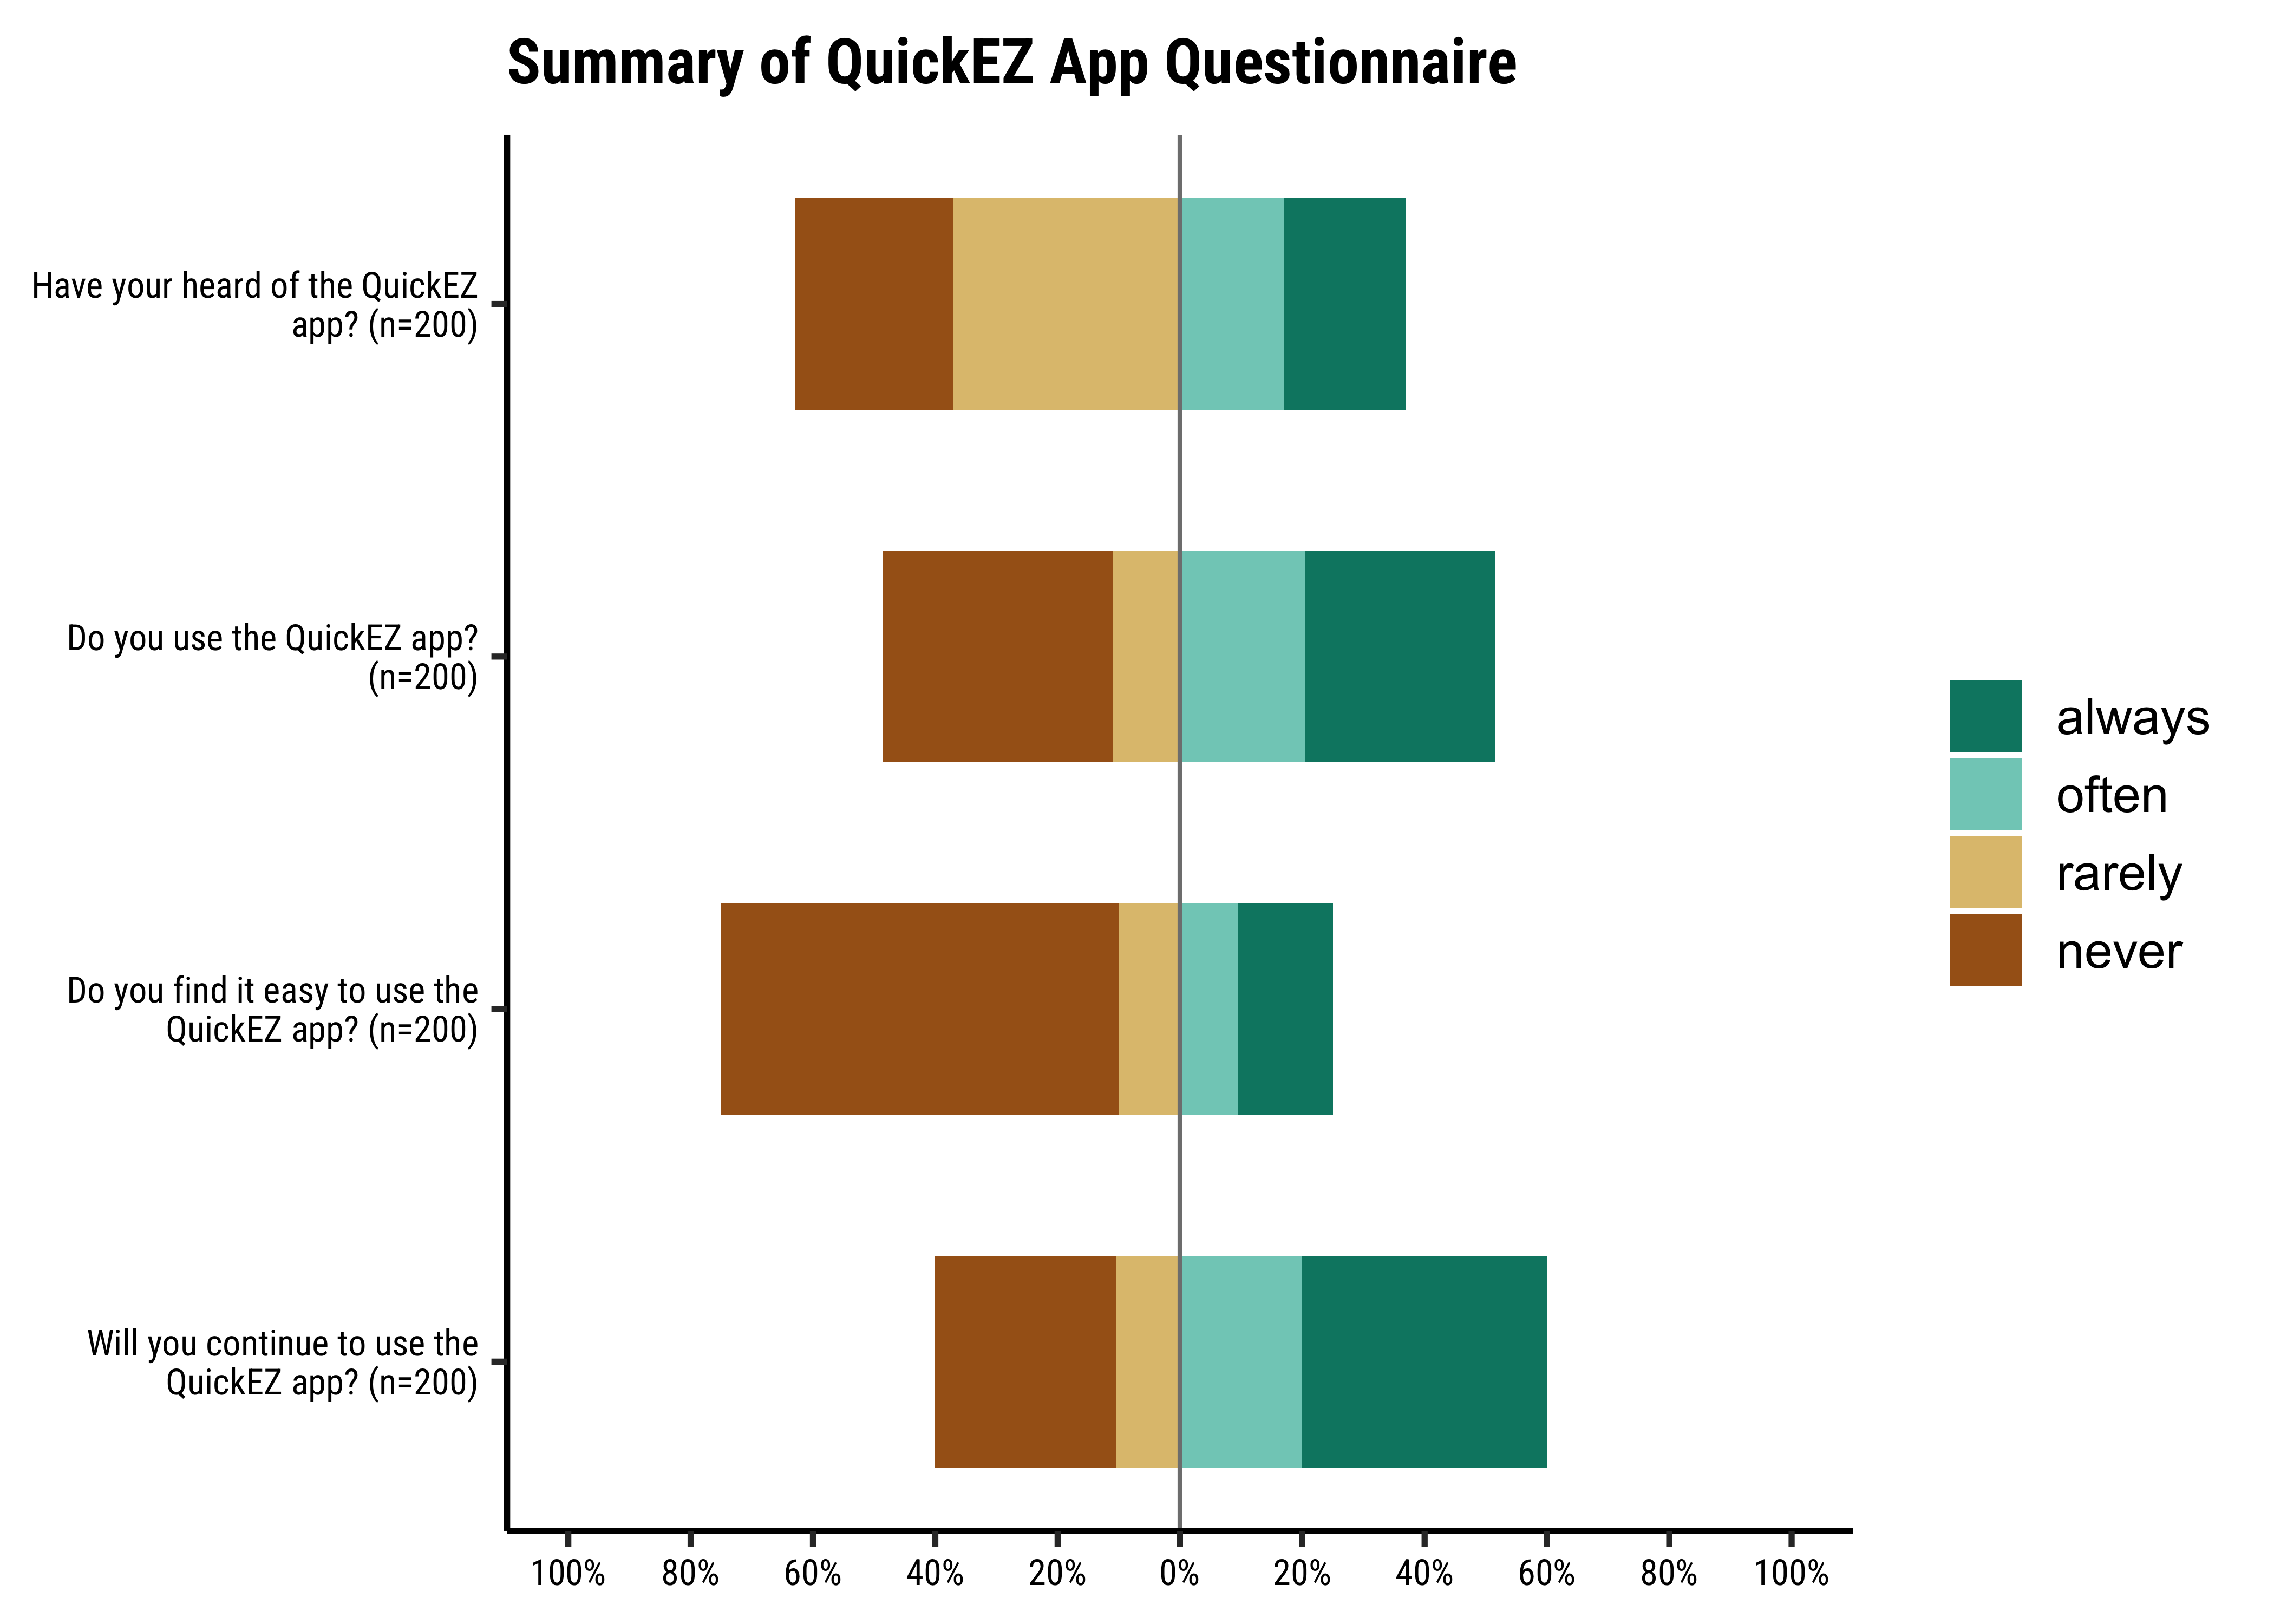 Summary of QuickEZ App Questionnaire
Have your heard of the QuickEZ
app? (n=200)
Do you use the QuickEZ app?
(n=200)
Do you find it easy to use the
QuickEZ app? (n=200)
Will you continue to use the
QuickEZ app? (n=200)
100% 80% 60% 40% 20% 0% 20% 40% 60% 80% 100%
always
often
rarely
never